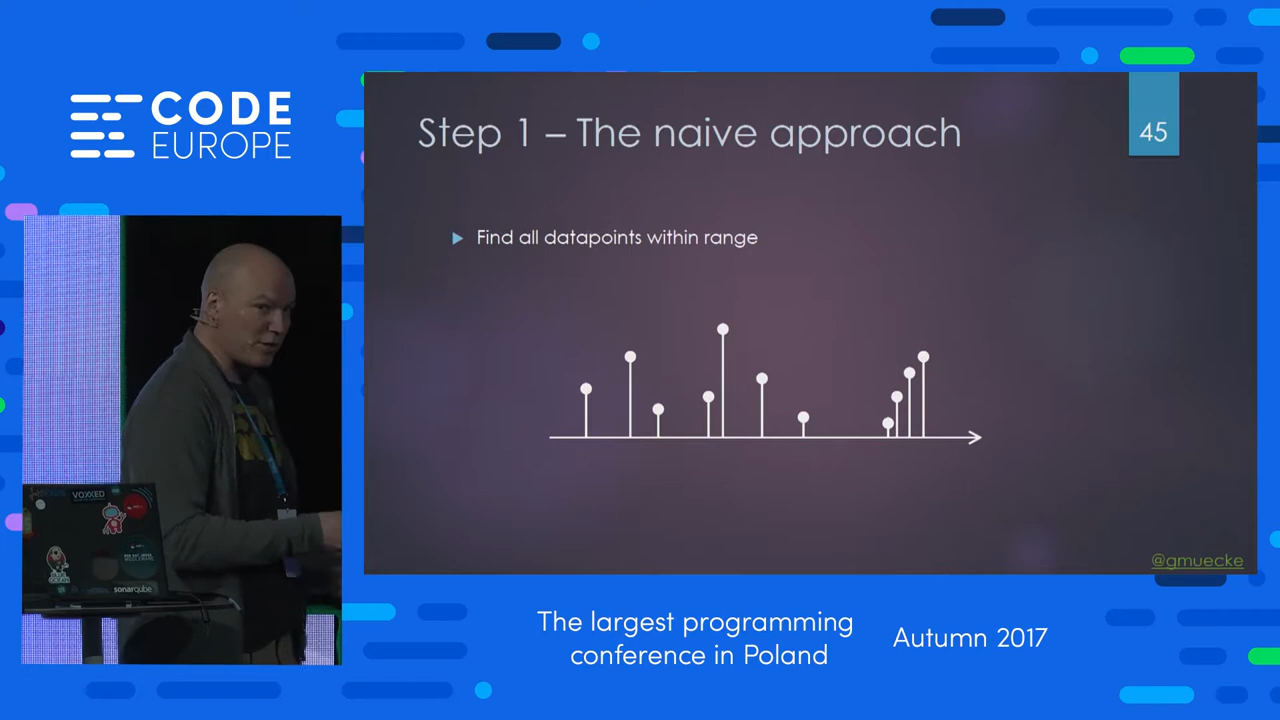 CODE
EUROPE
Step 1 – The naive approach
45
Find all datapoints within range
@gmuecke
VOXXED
sonarqube
The largest programming
conference in Poland
Autumn 2017